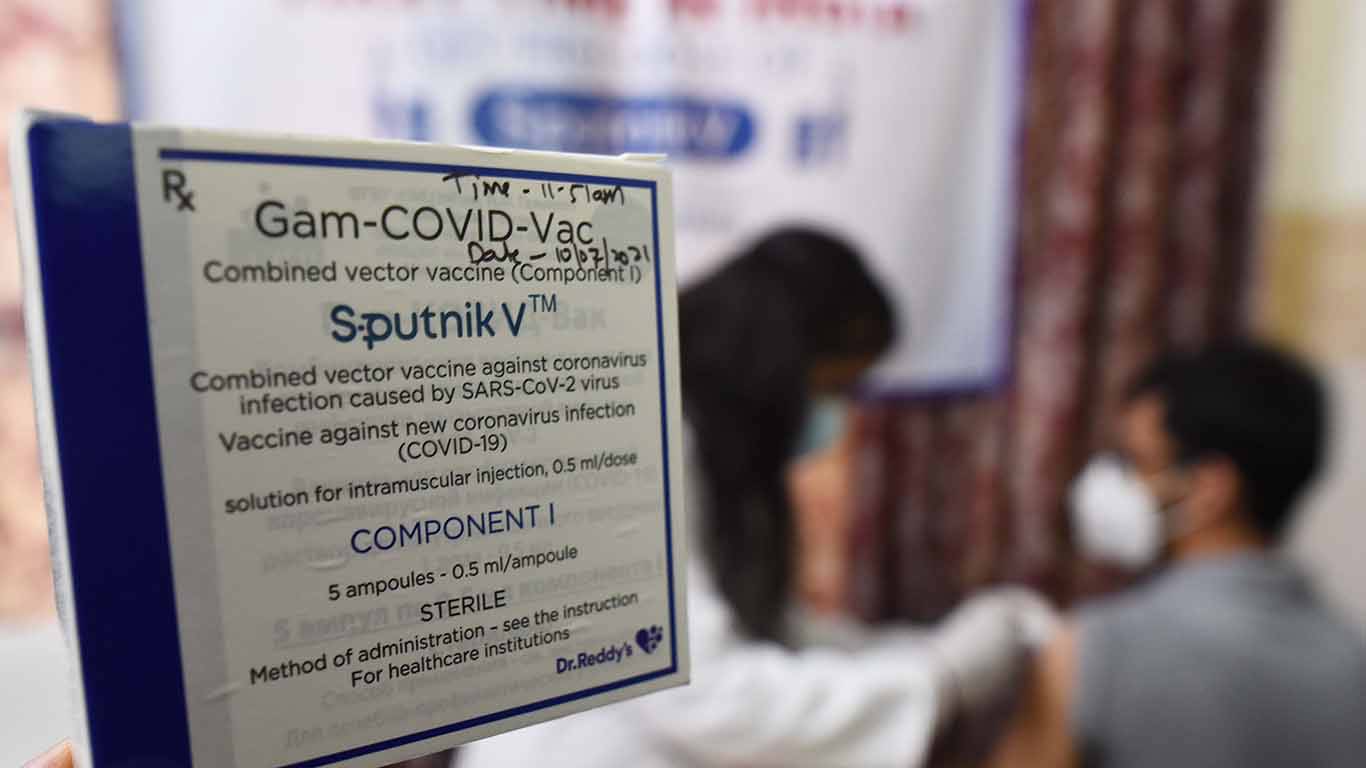 Rx
Time - 11-51am
Gam-COVID-Vac
Date - 10/07/2021
Combined vector vaccine (Component I)
Sputnik V™
Combined vector vaccine against coronavirus
infection caused by SARS-CoV-2 virus
Vaccine against new coronavirus infection
(COVID-19)
solution for intramuscular injection, 0.5 ml/dose
COMPONENT I
5 ampoules - 0.5 ml/ampoule
STERILE
Method of administration – see the instruction
For healthcare institutions
Dr.Reddy's